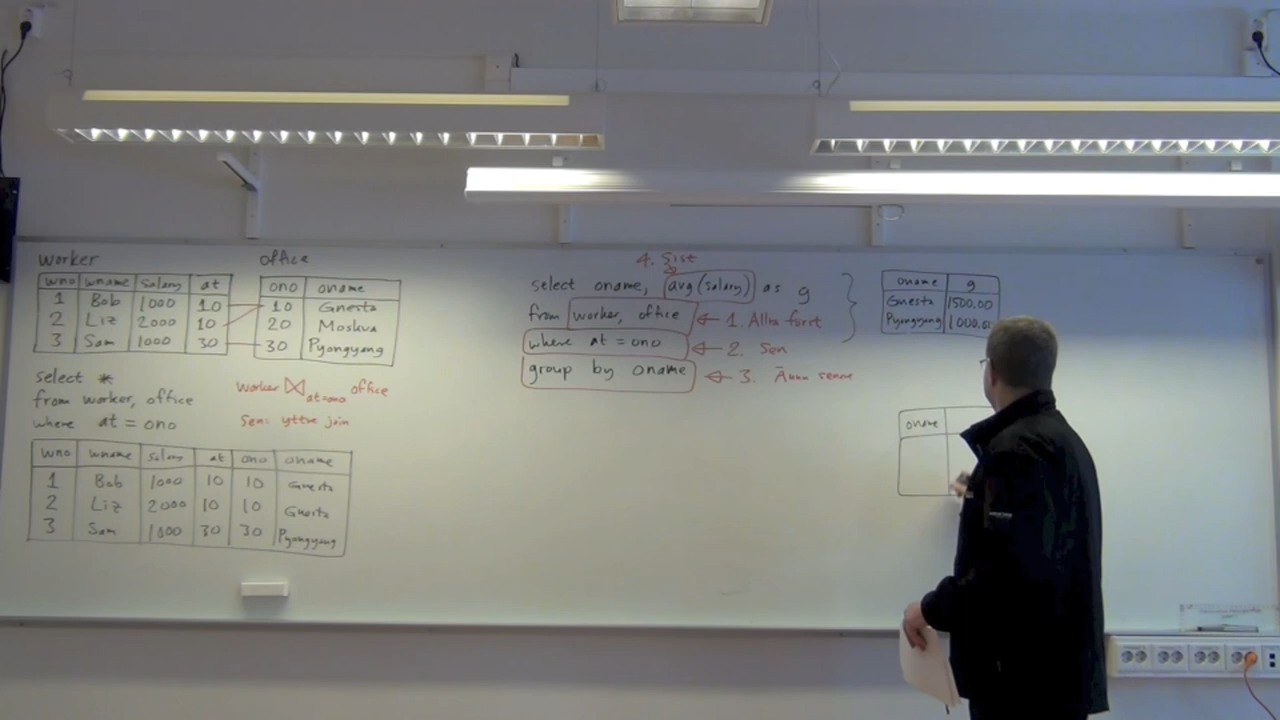 worker
wno wname salary at
1 Bob 1000 10
2 Liz 2000 10
3 Sam 1000 30
office
ono oname
10 Gnesta
20 Moskva
30 Pyongyang
select *
from worker, office
where at = ono
worker ⋈ at=ono office
Sen: yttre join
wno wname salary at ono oname
1 Bob 1000 10 10 Gnesta
2 Liz 2000 10 10 Gnesta
3 Sam 1000 30 30 Pyongyang
4. Sist
select oname, avg(salary) as g
from worker, office ← 1. Allra först
where at = ono ← 2. Sen
group by oname ← 3. Ännu senare
oname g
Gnesta 1500.00
Pyongyang 1000.00
oname